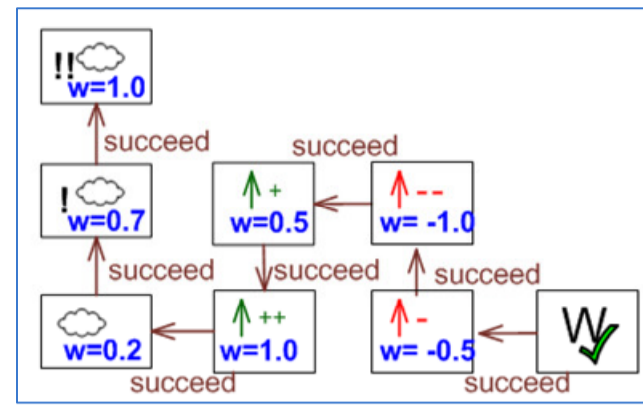 !!
w=1.0
succeed
succeed
!
w=0.7
+
w=0.5
--
w= -1.0
succeed
succeed
succeed
w=0.2
++
w=1.0
-
w= -0.5
W
succeed
succeed